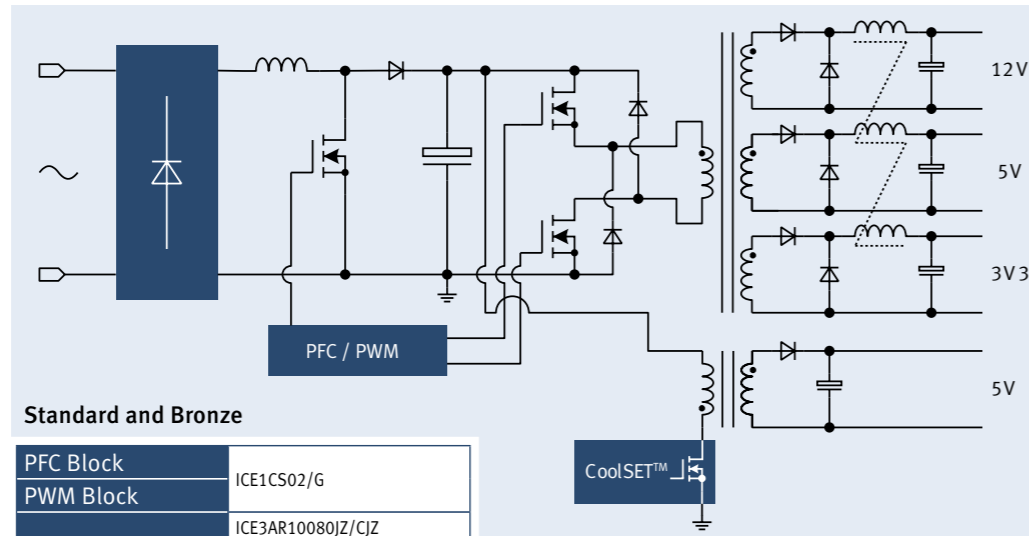 12V
5V
3V3
PFC / PWM
5V
Standard and Bronze
CoolSET™
PFC Block
ICE1CS02/G
PWM Block
ICE3AR10080JZ/CJZ